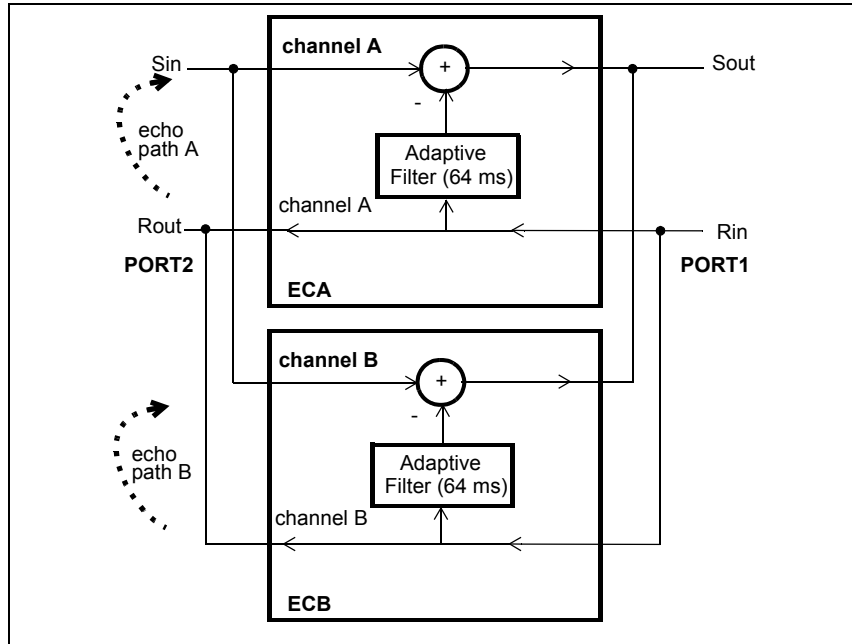 channel A
Sin
+
Sout
-
echo
path A
Adaptive
Filter (64 ms)
channel A
Rout
Rin
PORT2
PORT1
ECA
channel B
+
-
echo
path B
Adaptive
Filter (64 ms)
channel B
ECB